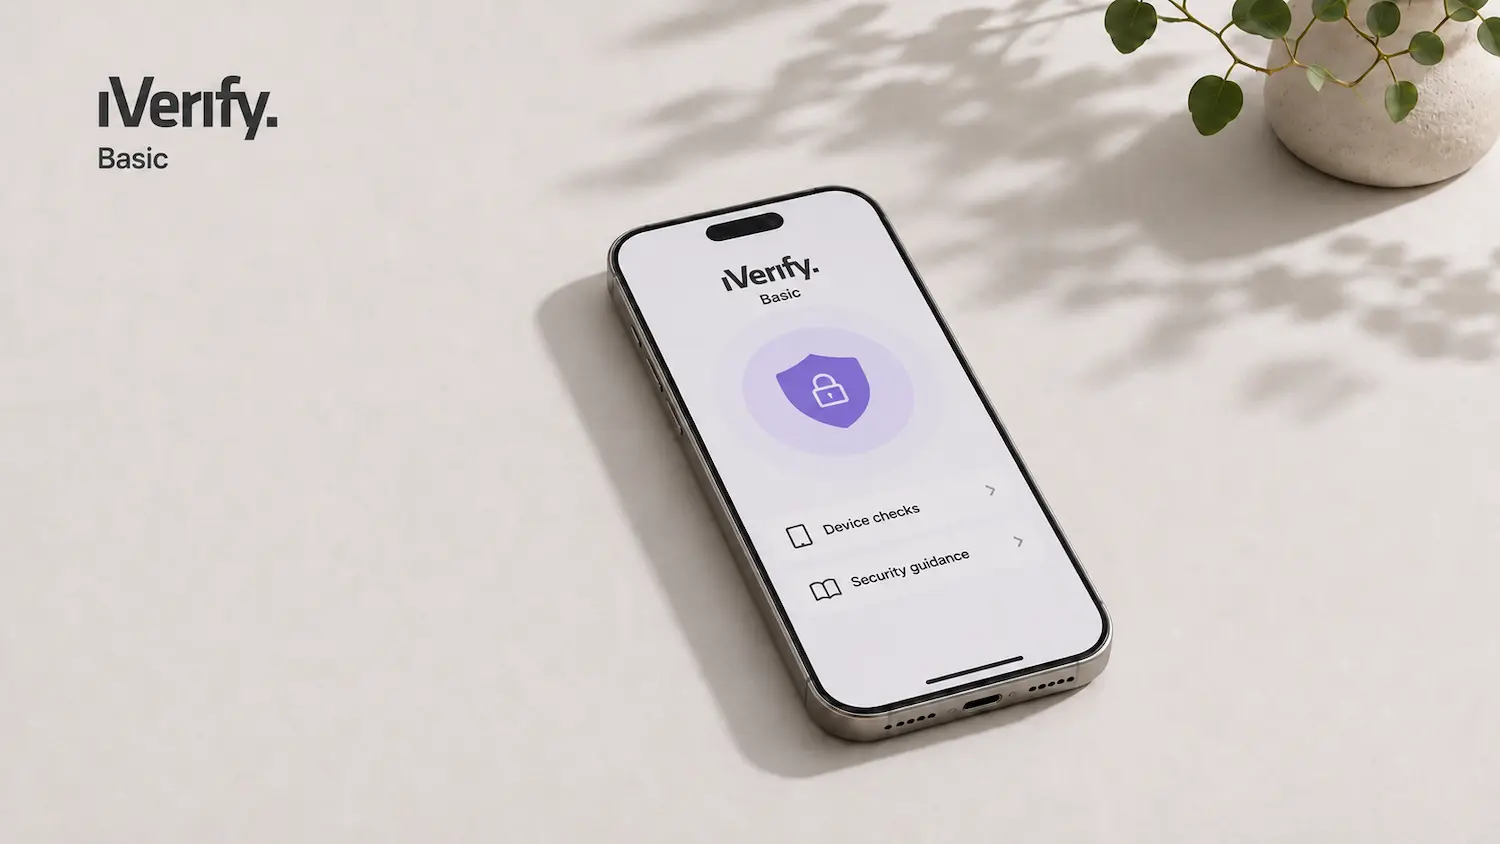 iVerify.
Basic
iVerify.
Basic
Device checks
Security guidance